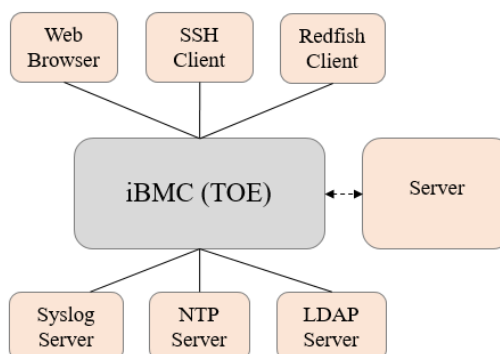 Web
Browser
SSH
Client
Redfish
Client
iBMC (TOE)
Server
Syslog
Server
NTP
Server
LDAP
Server